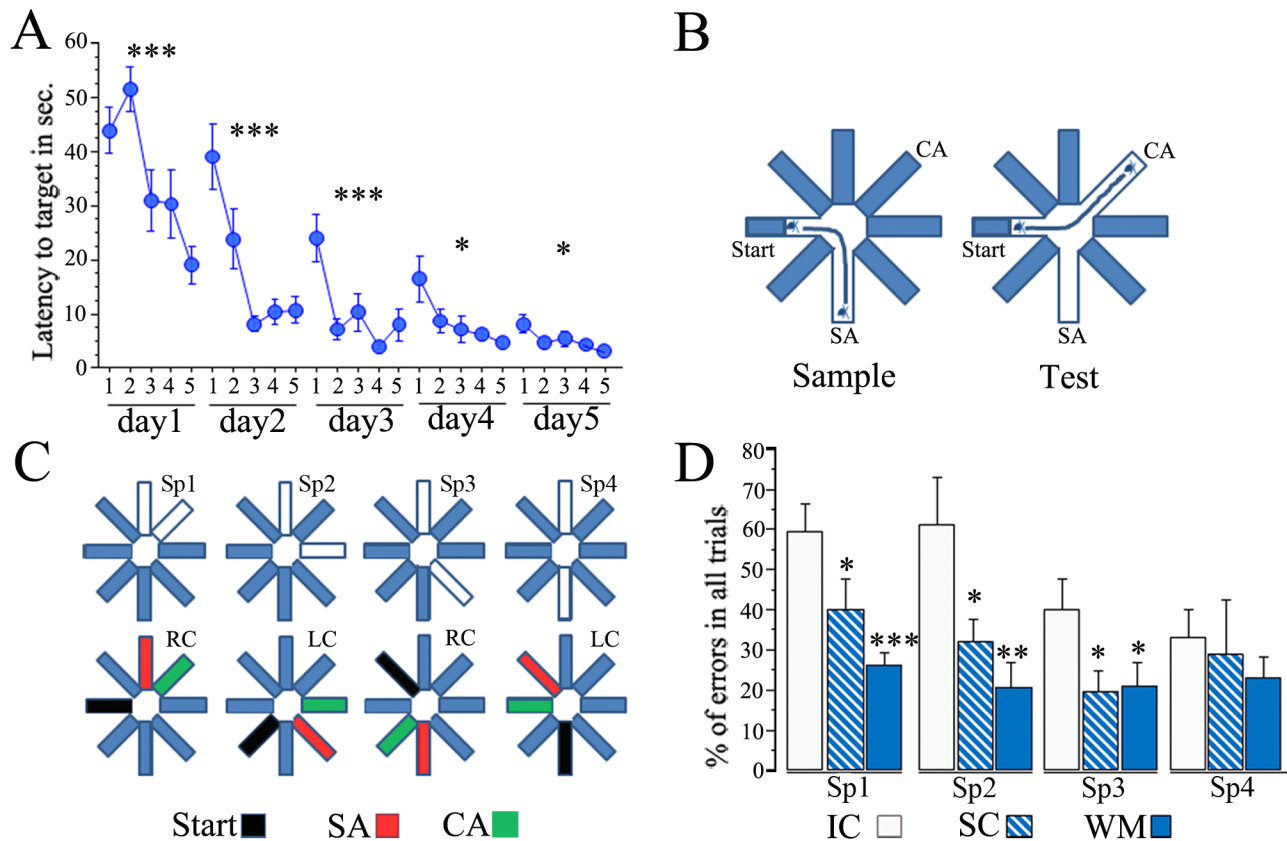 A
Latency to target in sec.
60
50
40
30
20
10
0
***
***
***
*
*
1 2 3 4 5 1 2 3 4 5 1 2 3 4 5 1 2 3 4 5 1 2 3 4 5
day1 day2 day3 day4 day5
B
CA
Start
SA
Sample
CA
Start
SA
Test
C
Sp1 Sp2 Sp3 Sp4
RC LC RC LC
Start SA CA
D
% of errors in all trials
80
70
60
50
40
30
20
10
0
* ***
* **
* *
Sp1 Sp2 Sp3 Sp4
IC SC WM